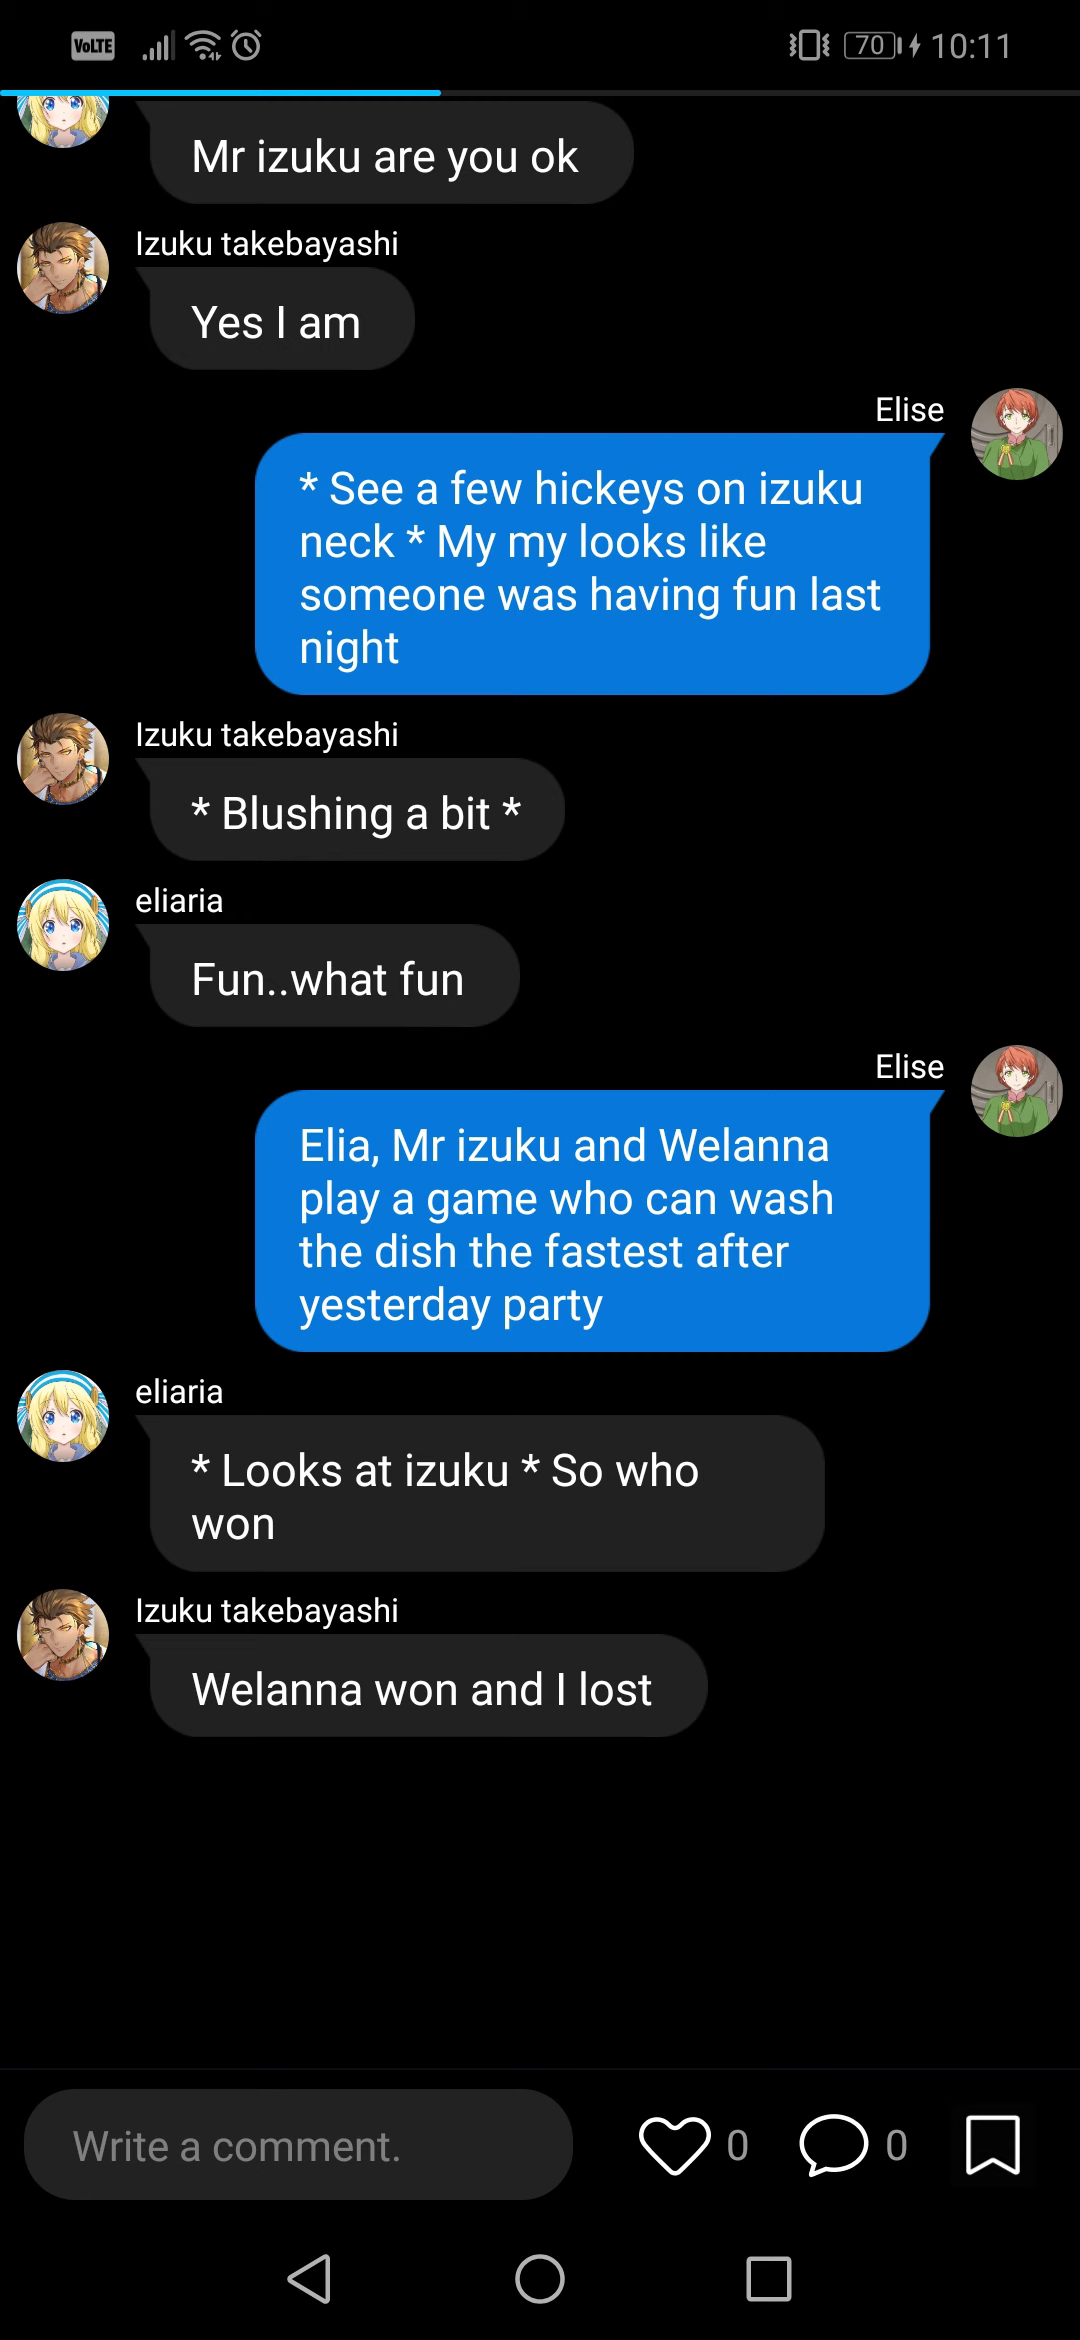 VoLTE
70
10:11
Mr izuku are you ok
Izuku takebayashi
Yes I am
Elise
* See a few hickeys on izuku
neck * My my looks like
someone was having fun last
night
Izuku takebayashi
* Blushing a bit *
eliaria
Fun..what fun
Elise
Elia, Mr izuku and Welanna
play a game who can wash
the dish the fastest after
yesterday party
eliaria
* Looks at izuku * So who
won
Izuku takebayashi
Welanna won and I lost
Write a comment.
0
0